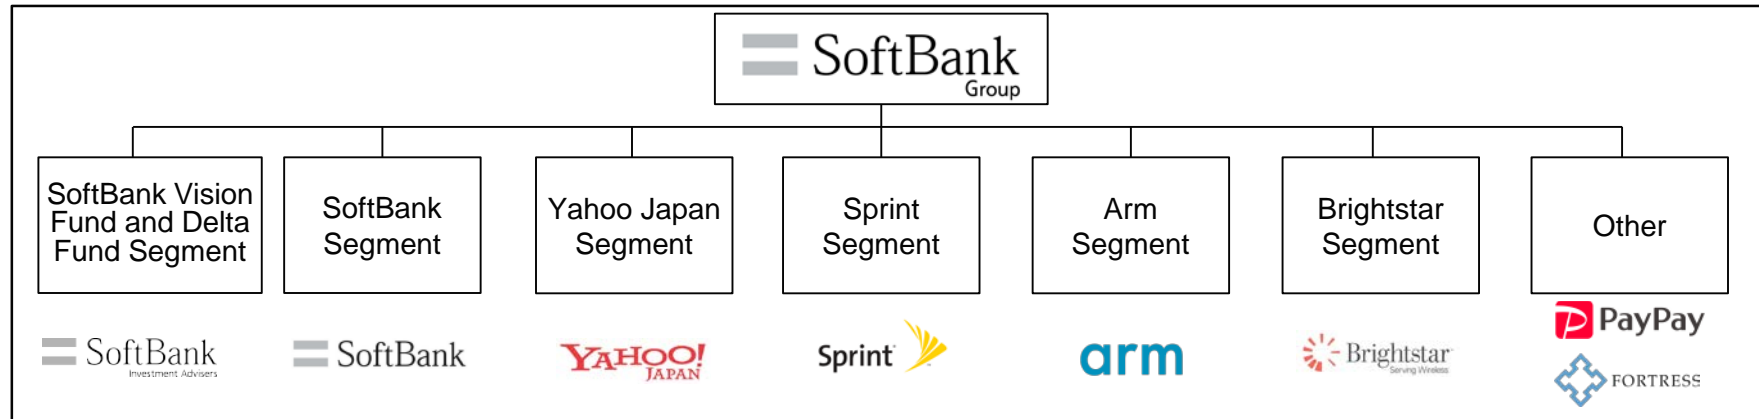 SoftBank
Group
SoftBank Vision
Fund and Delta
Fund Segment
SoftBank
Segment
Yahoo Japan
Segment
Sprint
Segment
Arm
Segment
Brightstar
Segment
Other
SoftBank
Investment Advisers
SoftBank
YAHOO!
JAPAN
Sprint
arm
Brightstar
Serving Wireless
PayPay
FORTRESS